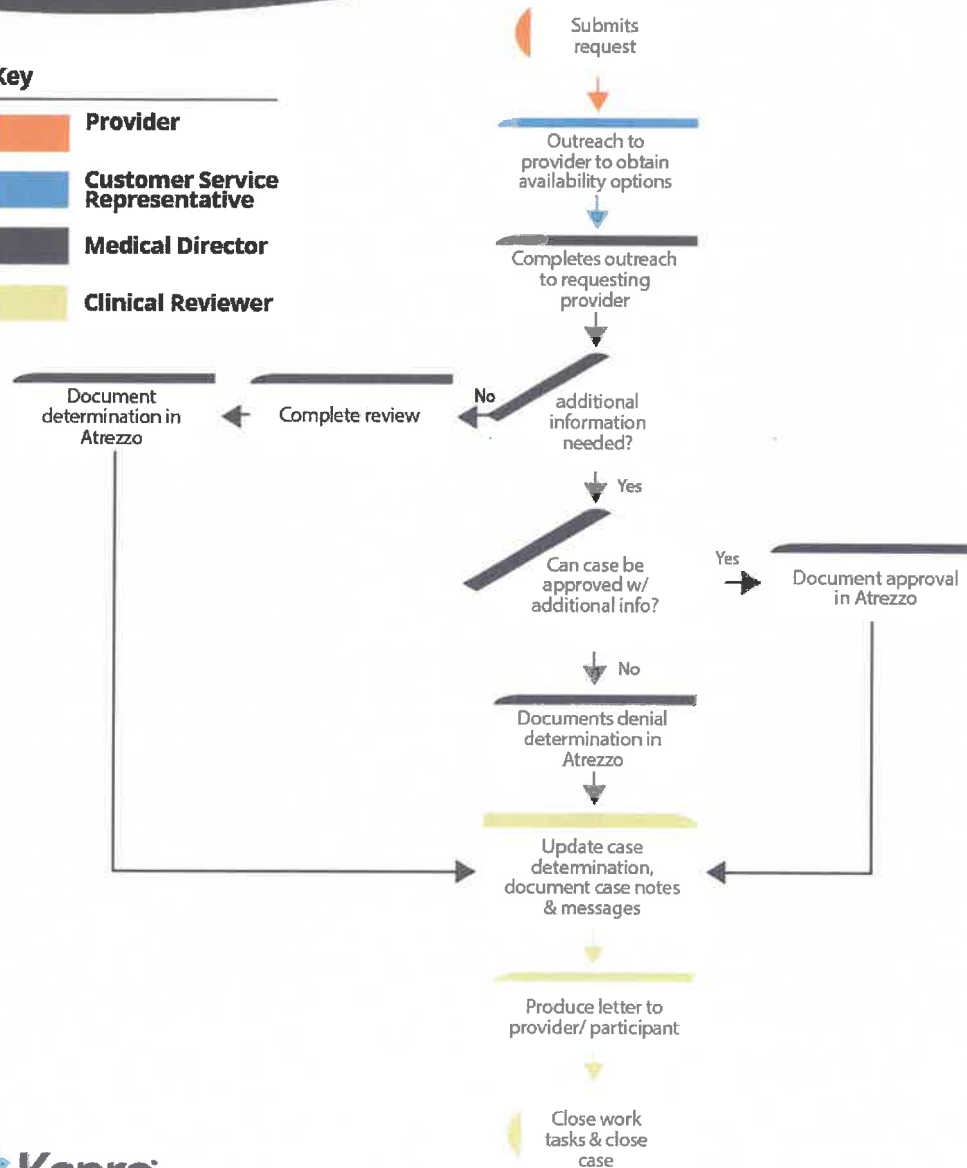 Submits
request
Key
Provider
Customer Service
Representative
Medical Director
Clinical Reviewer
Outreach to
provider to obtain
availability options
Completes outreach
to requesting
provider
additional
information
needed?
No
Complete review
Document
determination in
Atrezzo
Yes
Can case be
approved w/
additional info?
Yes
Document approval
in Atrezzo
No
Documents denial
determination in
Atrezzo
Update case
determination,
document case notes
& messages
Produce letter to
provider/ participant
Close work
tasks & close
case
Kepro